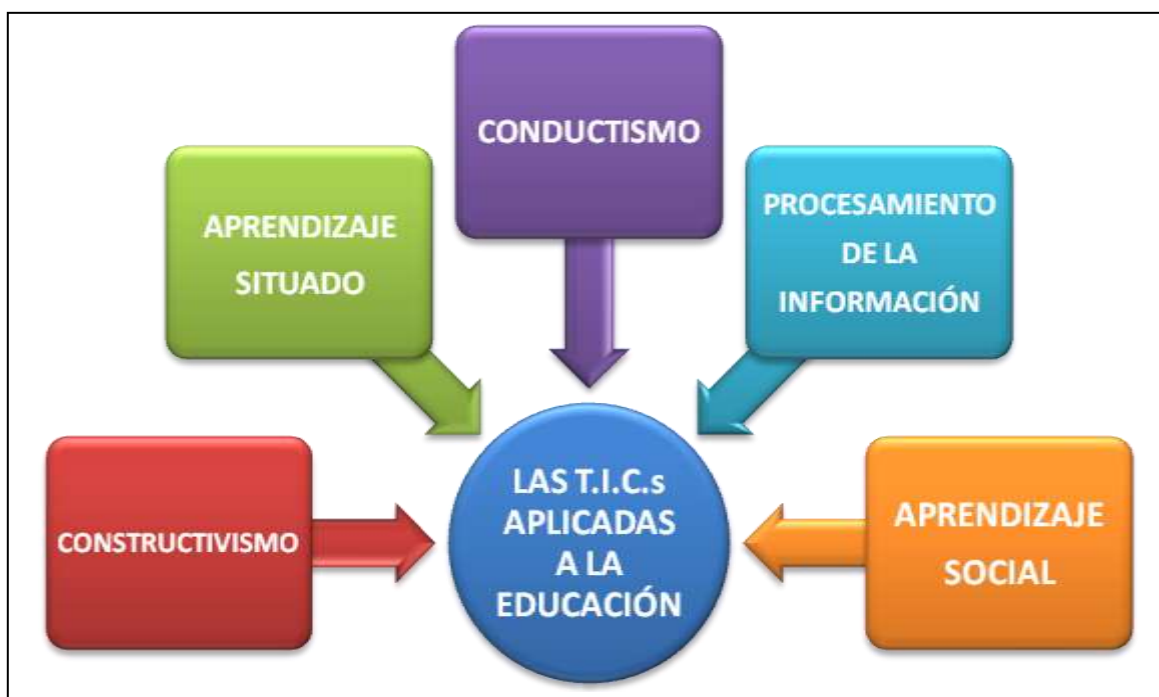 CONDUCTISMO
APRENDIZAJE
SITUADO
PROCESAMIENTO
DE LA
INFORMACIÓN
CONSTRUCTIVISMO
LAS T.I.C.s
APLICADAS
A LA
EDUCACIÓN
APRENDIZAJE
SOCIAL